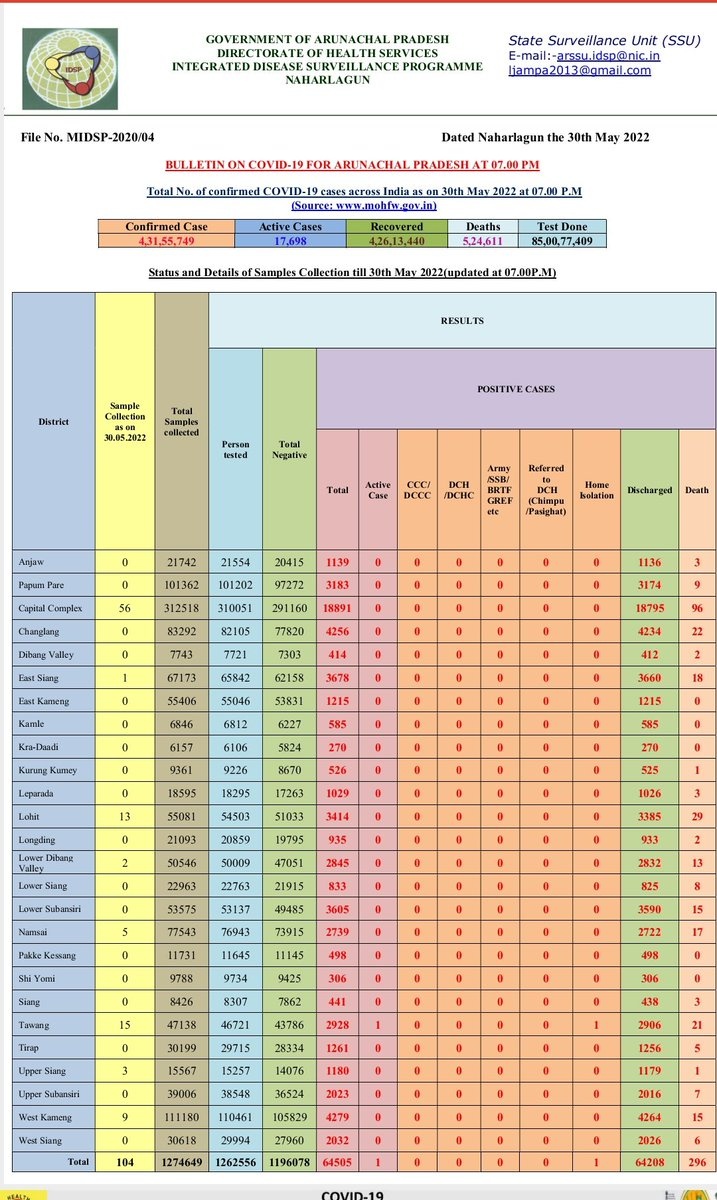 GOVERNMENT OF ARUNACHAL PRADESH
DIRECTORATE OF HEALTH SERVICES
INTEGRATED DISEASE SURVEILLANCE PROGRAMME
NAHARLAGUN
State Surveillance Unit (SSU)
E-mail:-arssu.idsp@nic.in
ljampa2013@gmail.com
IDSP
File No. MIDSP-2020/04 Dated Naharlagun the 30th May 2022
BULLETIN ON COVID-19 FOR ARUNACHAL PRADESH AT 07.00 PM
Total No. of confirmed COVID-19 cases across India as on 30th May 2022 at 07.00 P.M
(Source: www.mohfw.gov.in)
Confirmed Case Active Cases Recovered Deaths Test Done
4,31,55,749 17,698 4,26,13,440 5,24,611 85,00,77,409
Status and Details of Samples Collection till 30th May 2022(updated at 07.00P.M)
District
Sample
Collection
as on
30.05.2022
Total
Samples
collected
RESULTS
Person
tested
Total
Negative
POSITIVE CASES
Total
Active
Case
CCC/
DCCC
DCH
/DCHC
Army
/SSB/
BRTF
GREF
etc
Referred
to
DCH
(Chimpu
/Pasighat)
Home
Isolation
Discharged
Death
Anjaw 0 21742 21554 20415 1139 0 0 0 0 0 0 1136 3
Papum Pare 0 101362 101202 97272 3183 0 0 0 0 0 0 3174 9
Capital Complex 56 312518 310051 291160 18891 0 0 0 0 0 0 18795 96
Changlang 0 83292 82105 77820 4256 0 0 0 0 0 0 4234 22
Dibang Valley 0 7743 7721 7303 414 0 0 0 0 0 0 412 2
East Siang 1 67173 65842 62158 3678 0 0 0 0 0 0 3660 18
East Kameng 0 55406 55046 53831 1215 0 0 0 0 0 0 1215 0
Kamle 0 6846 6812 6227 585 0 0 0 0 0 0 585 0
Kra-Daadi 0 6157 6106 5824 270 0 0 0 0 0 0 270 0
Kurung Kumey 0 9361 9226 8670 526 0 0 0 0 0 0 525 1
Leparada 0 18595 18295 17263 1029 0 0 0 0 0 0 1026 3
Lohit 13 55081 54503 51033 3414 0 0 0 0 0 0 3385 29
Longding 0 21093 20859 19795 935 0 0 0 0 0 0 933 2
Lower Dibang
Valley 2 50546 50009 47051 2845 0 0 0 0 0 0 2832 13
Lower Siang 0 22963 22763 21915 833 0 0 0 0 0 0 825 8
Lower Subansiri 0 53575 53137 49485 3605 0 0 0 0 0 0 3590 15
Namsai 5 77543 76943 73915 2739 0 0 0 0 0 0 2722 17
Pakke Kessang 0 11731 11645 11145 498 0 0 0 0 0 0 498 0
Shi Yomi 0 9788 9734 9425 306 0 0 0 0 0 0 306 0
Siang 0 8426 8307 7862 441 0 0 0 0 0 0 438 3
Tawang 15 47138 46721 43786 2928 1 0 0 0 0 1 2906 21
Tirap 0 30199 29715 28334 1261 0 0 0 0 0 0 1256 5
Upper Siang 3 15567 15257 14076 1180 0 0 0 0 0 0 1179 1
Upper Subansiri 0 39006 38548 36524 2023 0 0 0 0 0 0 2016 7
West Kameng 9 111180 110461 105829 4279 0 0 0 0 0 0 4264 15
West Siang 0 30618 29994 27960 2032 0 0 0 0 0 0 2026 6
Total 104 1274649 1262556 1196078 64505 1 0 0 0 0 1 64208 296
HEALTH
COVID-19